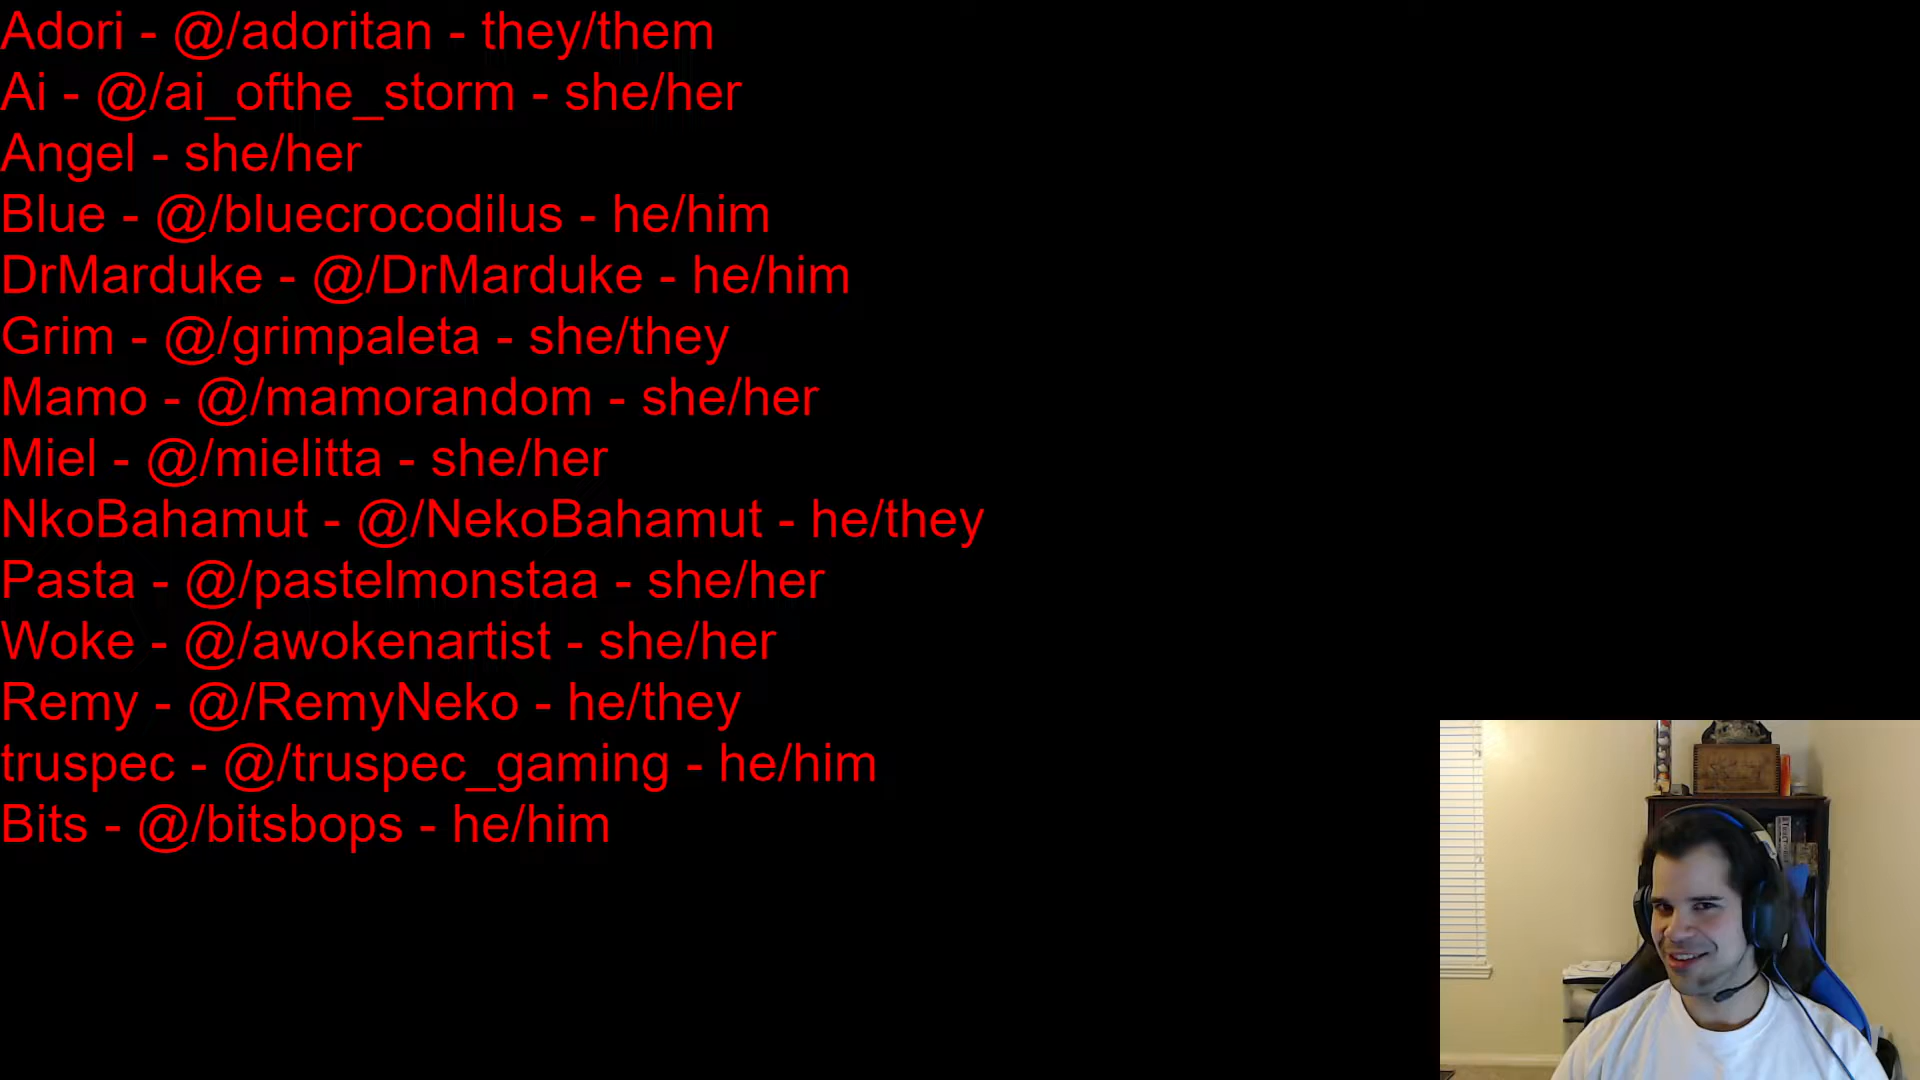 Adori - @/adoritan - they/them
Ai - @/ai_ofthe_storm - she/her
Angel - she/her
Blue - @/bluecrocodilus - he/him
DrMarduke - @/DrMarduke - he/him
Grim - @/grimpaleta - she/they
Mamo - @/mamorandom - she/her
Miel - @/mielitta - she/her
NkoBahamut - @/NekoBahamut - he/they
Pasta - @/pastelmonstaa - she/her
Woke - @/awokenartist - she/her
Remy - @/RemyNeko - he/they
truspec - @/truspec_gaming - he/him
Bits - @/bitsbops - he/him